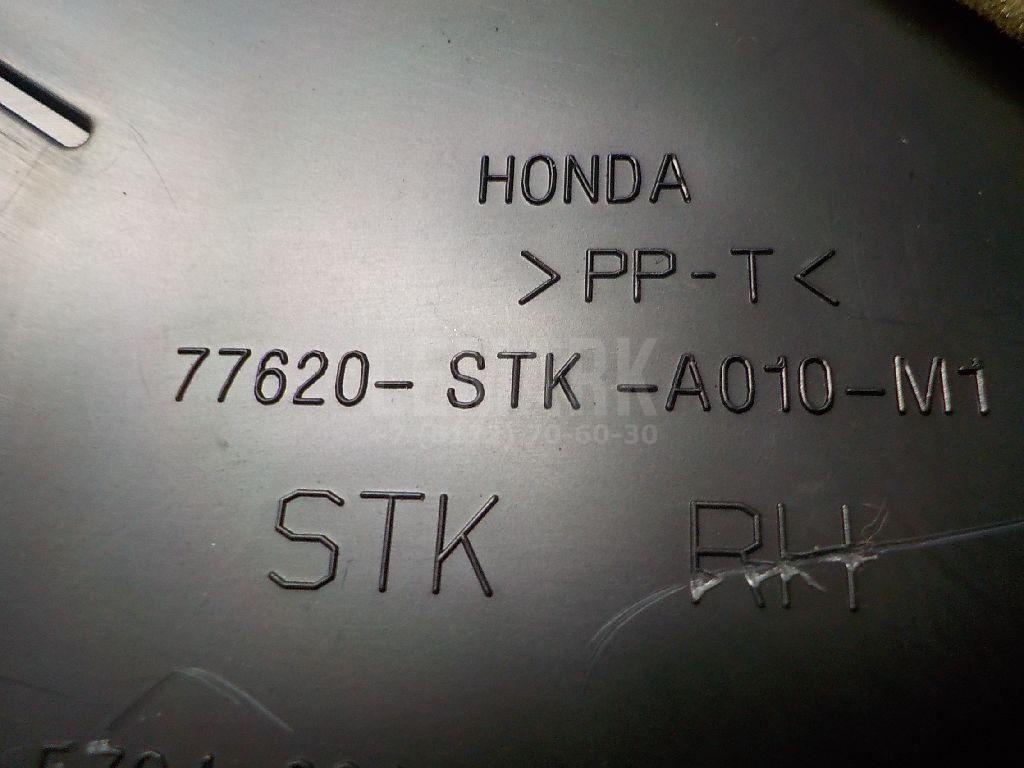 HONDA
>PP-T<
77620-STK-A010-M1
STK RH